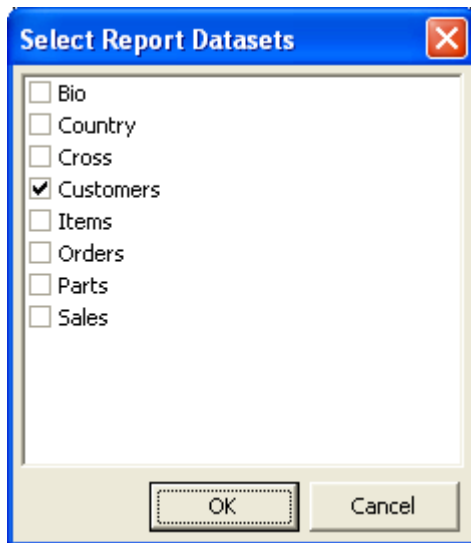 Select Report Datasets
Bio
Country
Cross
Customers
Items
Orders
Parts
Sales
OK
Cancel